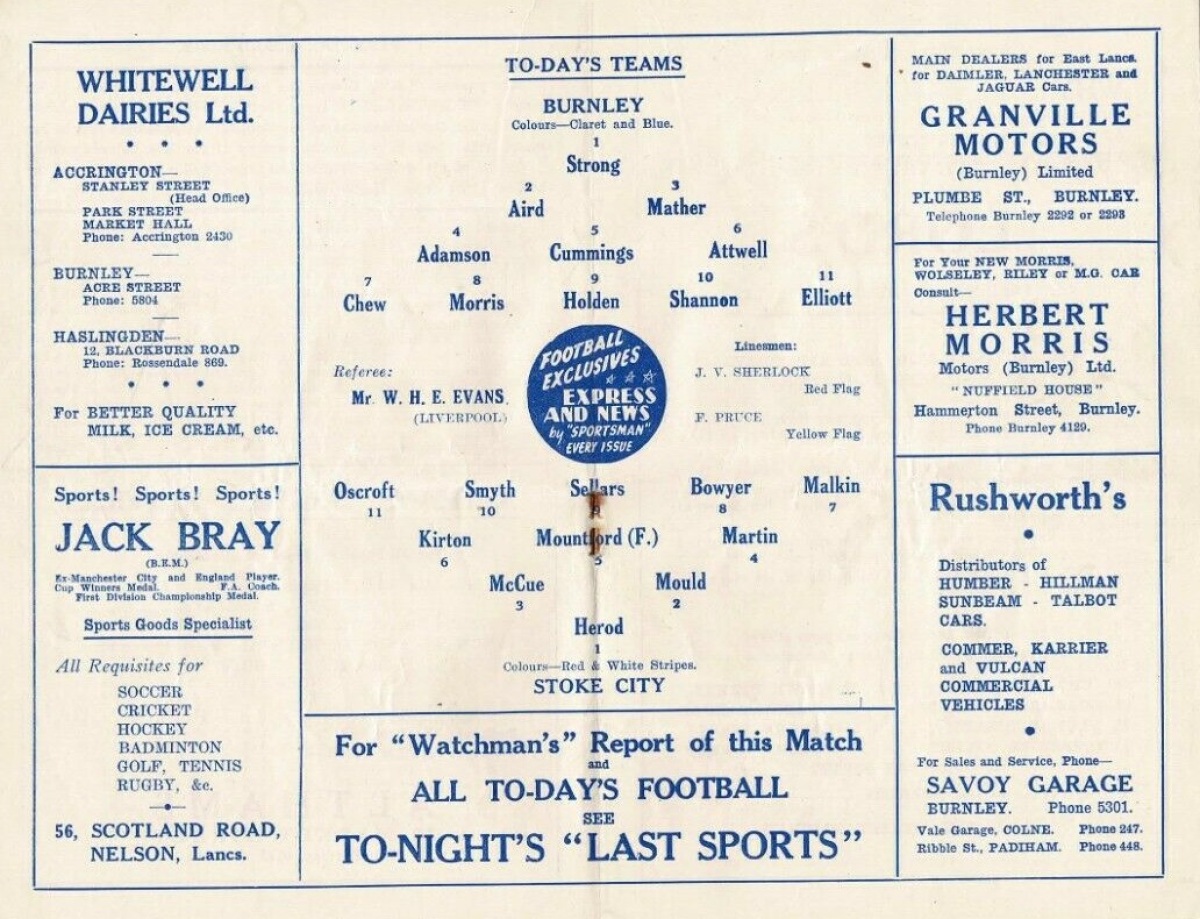 WHITEWELL
DAIRIES Ltd.
ACCRINGTON—
STANLEY STREET
(Head Office)
PARK STREET
MARKET HALL
Phone: Accrington 2430
BURNLEY—
ACRE STREET
Phone: 5804
HASLINGDEN—
12, BLACKBURN ROAD
Phone: Rossendale 869.
For BETTER QUALITY
MILK, ICE CREAM, etc.
Sports! Sports! Sports!
JACK BRAY
(B.E.M.)
Ex-Manchester City and England Player.
Cup Winners Medal. F.A. Coach.
First Division Championship Medal.
Sports Goods Specialist
All Requisites for
SOCCER
CRICKET
HOCKEY
BADMINTON
GOLF, TENNIS
RUGBY, &c.
56, SCOTLAND ROAD,
NELSON, Lancs.
TO-DAY'S TEAMS
BURNLEY
Colours—Claret and Blue.
1
Strong
2 3
Aird Mather
4 5 6
Adamson Cummings Attwell
7 8 9 10 11
Chew Morris Holden Shannon Elliott
Referee:
Mr. W. H. E. EVANS
(LIVERPOOL)
FOOTBALL
EXCLUSIVES
EXPRESS
AND NEWS
by "SPORTSMAN"
EVERY ISSUE
Linesmen:
J. V. SHERLOCK
Red Flag
F. PRUCE
Yellow Flag
Oscroft Smyth Sellars Bowyer Malkin
11 10 9 8 7
Kirton Mountford (F.) Martin
6 5 4
McCue Mould
3 2
Herod
1
Colours—Red & White Stripes.
STOKE CITY
For "Watchman's" Report of this Match
and
ALL TO-DAY'S FOOTBALL
SEE
TO-NIGHT'S "LAST SPORTS"
MAIN DEALERS for East Lancs.
for DAIMLER, LANCHESTER and
JAGUAR Cars.
GRANVILLE
MOTORS
(Burnley) Limited
PLUMBE ST., BURNLEY.
Telephone Burnley 2292 or 2293
For Your NEW MORRIS,
WOLSELEY, RILEY or M.G. CAR
Consult—
HERBERT
MORRIS
Motors (Burnley) Ltd.
"NUFFIELD HOUSE"
Hammerton Street, Burnley.
Phone Burnley 4129.
Rushworth's
Distributors of
HUMBER - HILLMAN
SUNBEAM - TALBOT
CARS.
COMMER, KARRIER
and VULCAN
COMMERCIAL
VEHICLES
For Sales and Service, Phone—
SAVOY GARAGE
BURNLEY. Phone 5301.
Vale Garage, COLNE. Phone 247.
Ribble St., PADIHAM. Phone 448.